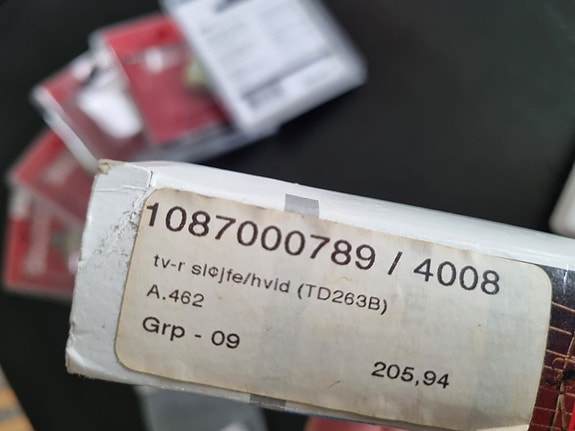 1087000789 / 4008
tv-r sl¢jfe/hvid (TD263B)
A.462
Grp - 09
205,94